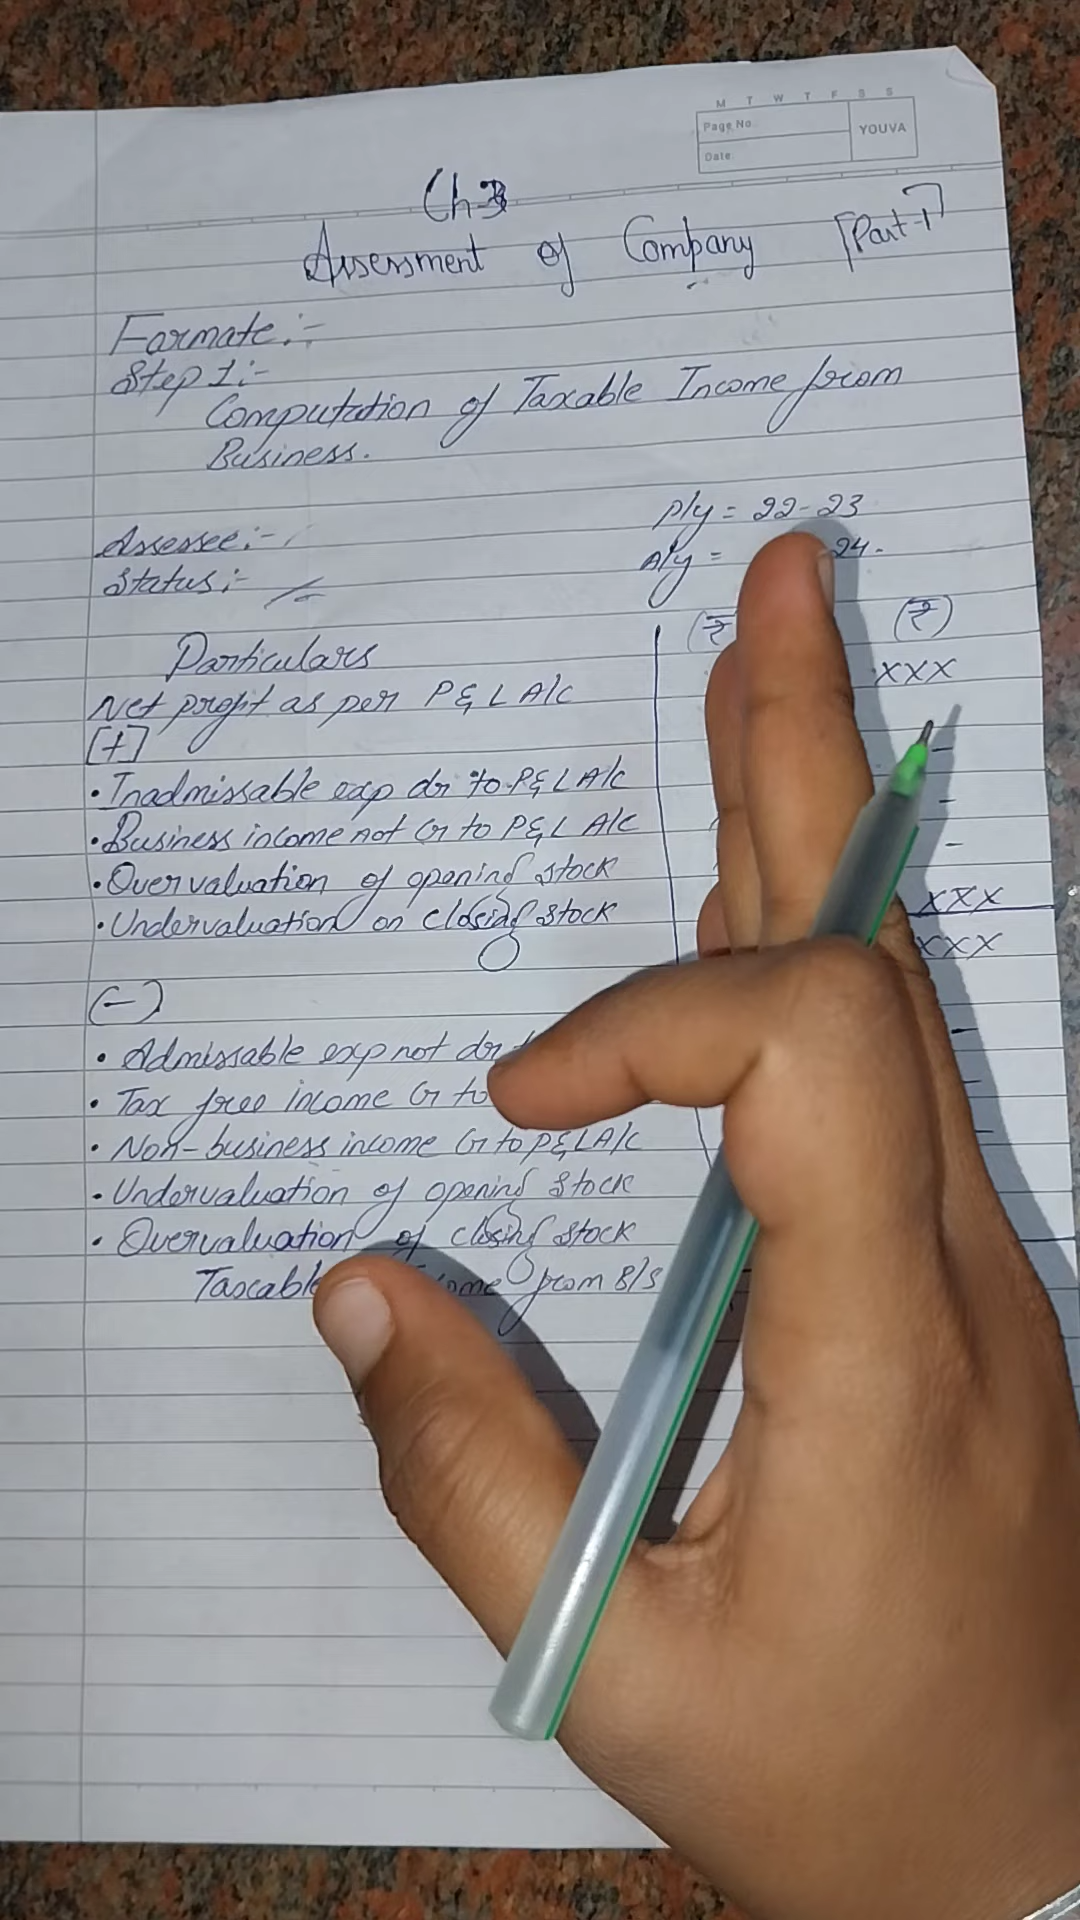 M T W T F S S
Page No.
YOUVA
Date:
Ch-3
Assessment of Company [Part-1]
Formate:-
Step 1:-
Computation of Taxable Income from
Business.
P/y = 22-23
Assessee:-
A/y = 24.
Status:-
(₹) (₹)
Particulars
Net profit as per P&L A/c XXX
[+]
• Inadmissable exp dr to P&L A/c -
• Business income not Cr to P&L A/c -
• Overvaluation of opening stock -
• Undervaluation on closing stock XXX
XXX
(-)
• Admissable exp not dr
• Tax free income Cr to
• Non-business income Cr to P&L A/c
• Undervaluation of opening stock
• Overvaluation of closing stock
Taxable from B/s